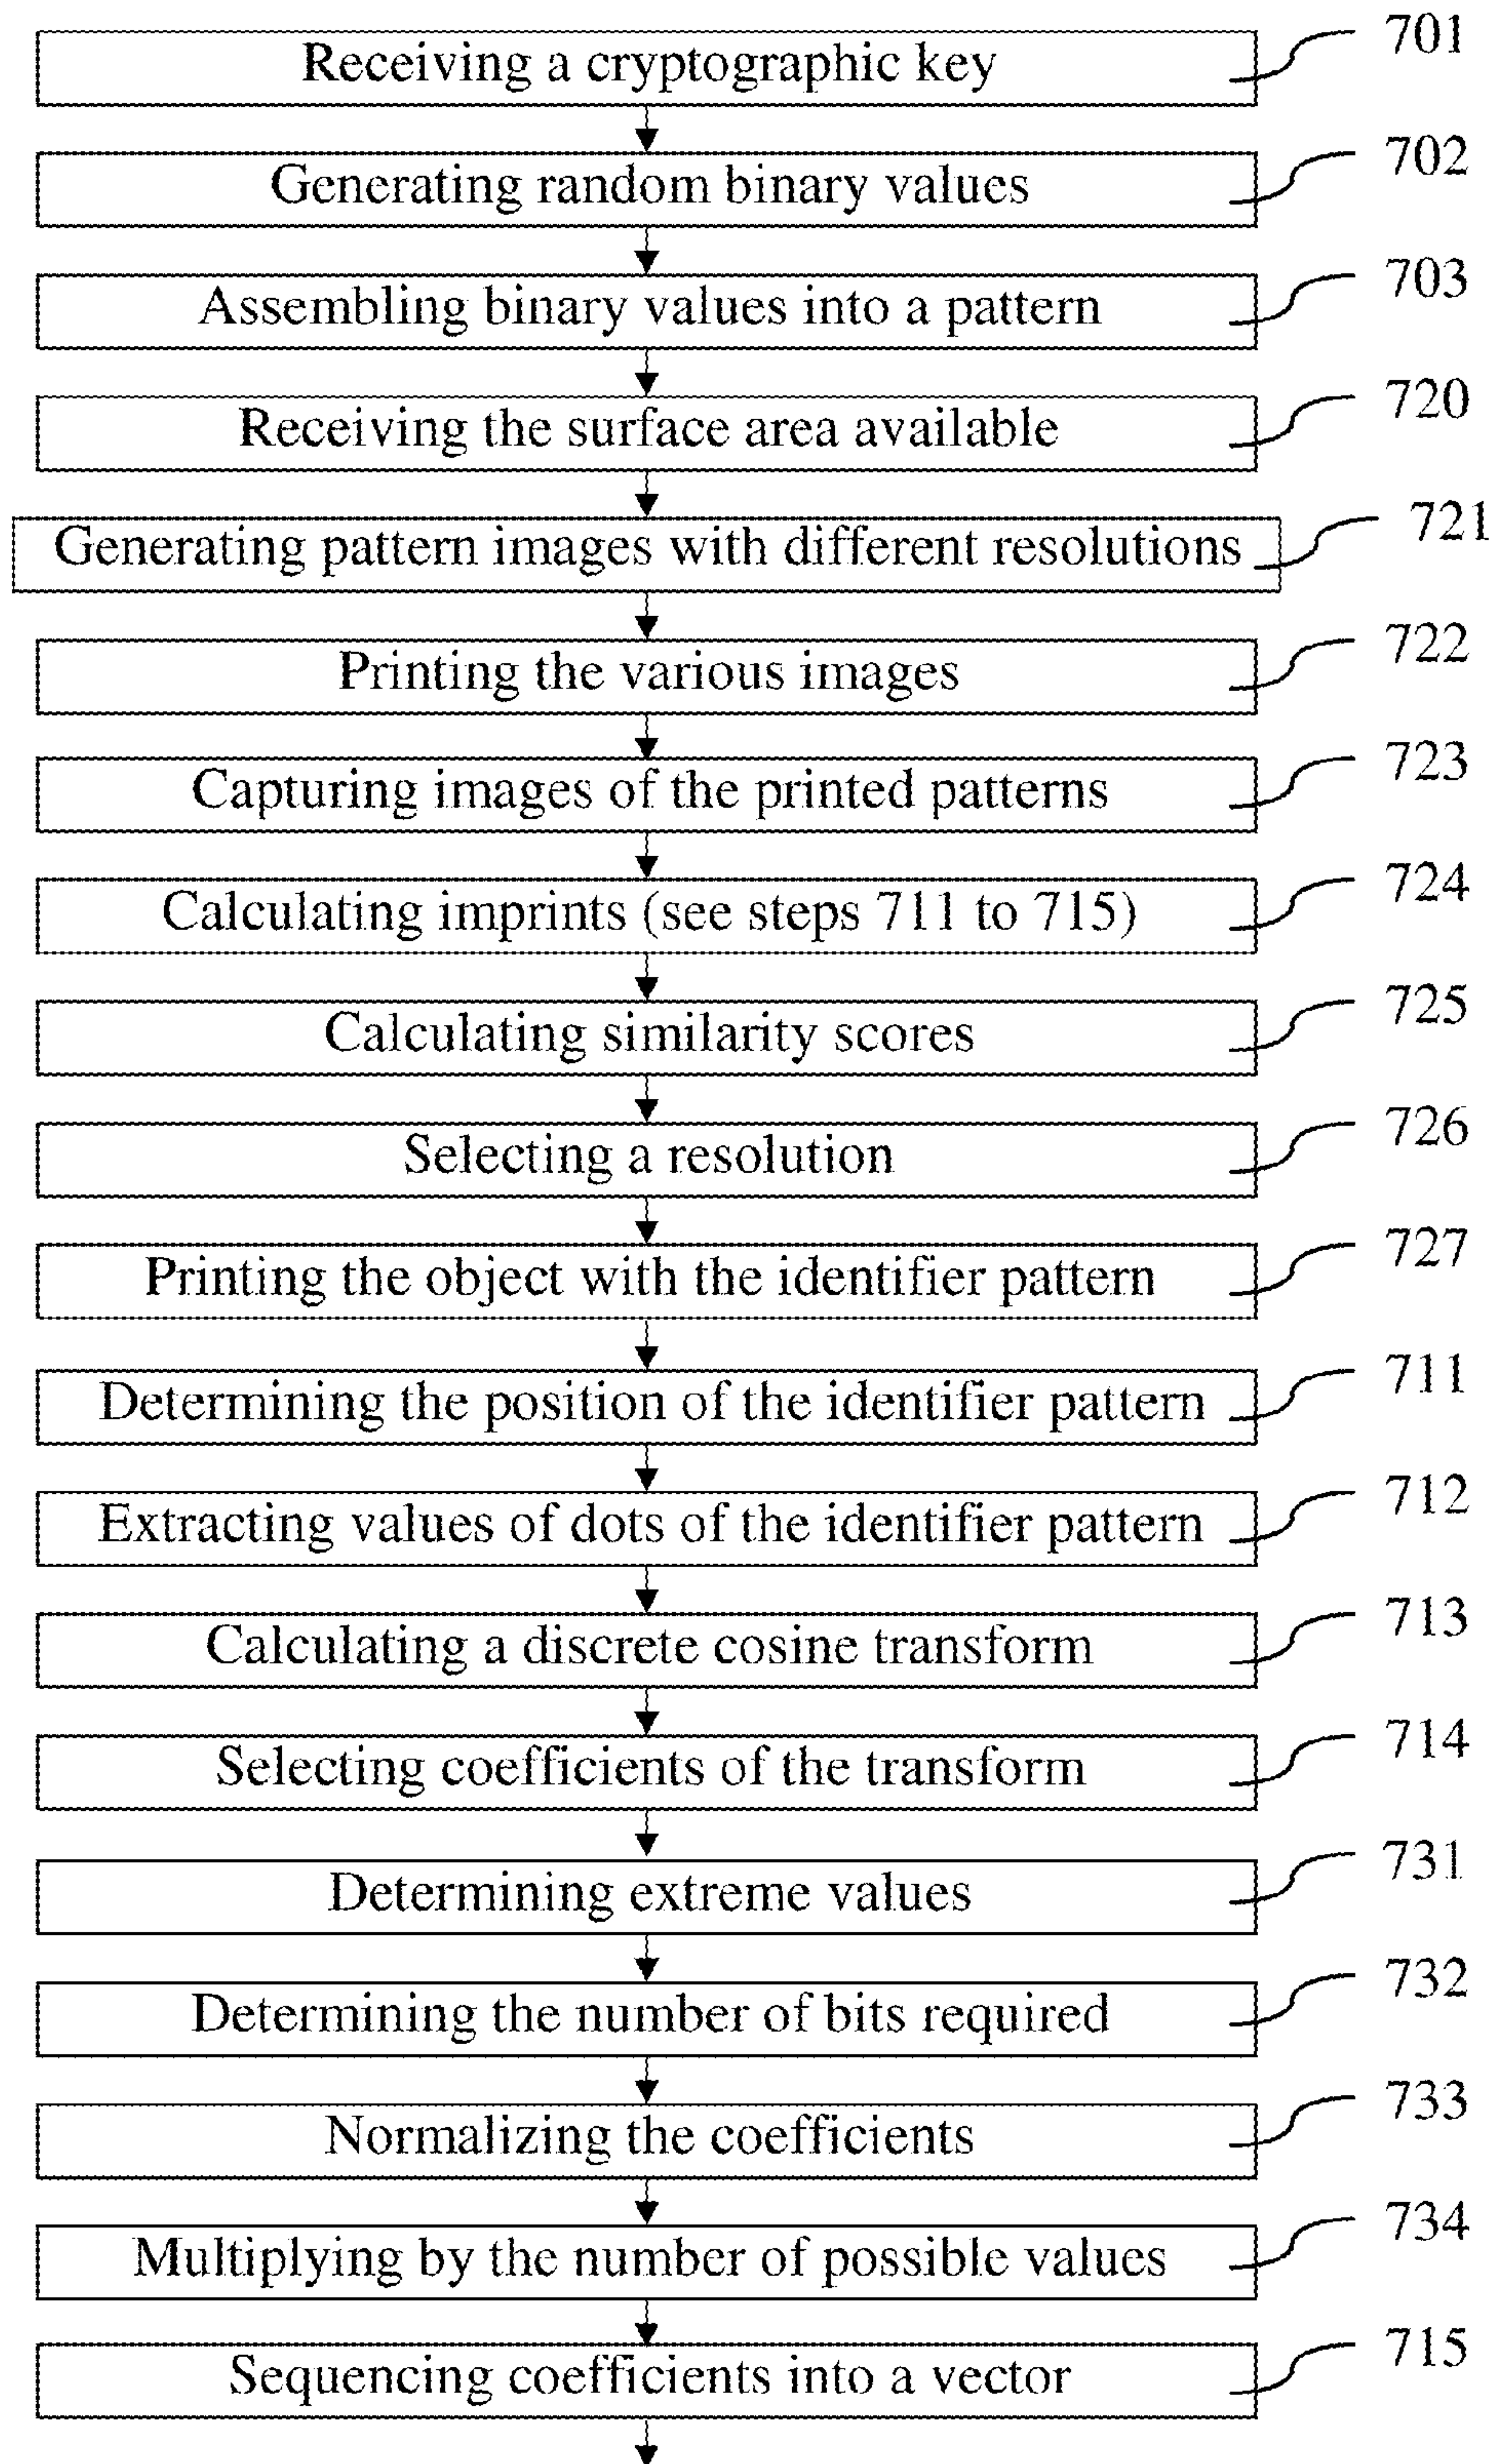 Receiving a cryptographic key 701
Generating random binary values 702
Assembling binary values into a pattern 703
Receiving the surface area available 720
Generating pattern images with different resolutions 721
Printing the various images 722
Capturing images of the printed patterns 723
Calculating imprints (see steps 711 to 715) 724
Calculating similarity scores 725
Selecting a resolution 726
Printing the object with the identifier pattern 727
Determining the position of the identifier pattern 711
Extracting values of dots of the identifier pattern 712
Calculating a discrete cosine transform 713
Selecting coefficients of the transform 714
Determining extreme values 731
Determining the number of bits required 732
Normalizing the coefficients 733
Multiplying by the number of possible values 734
Sequencing coefficients into a vector 715